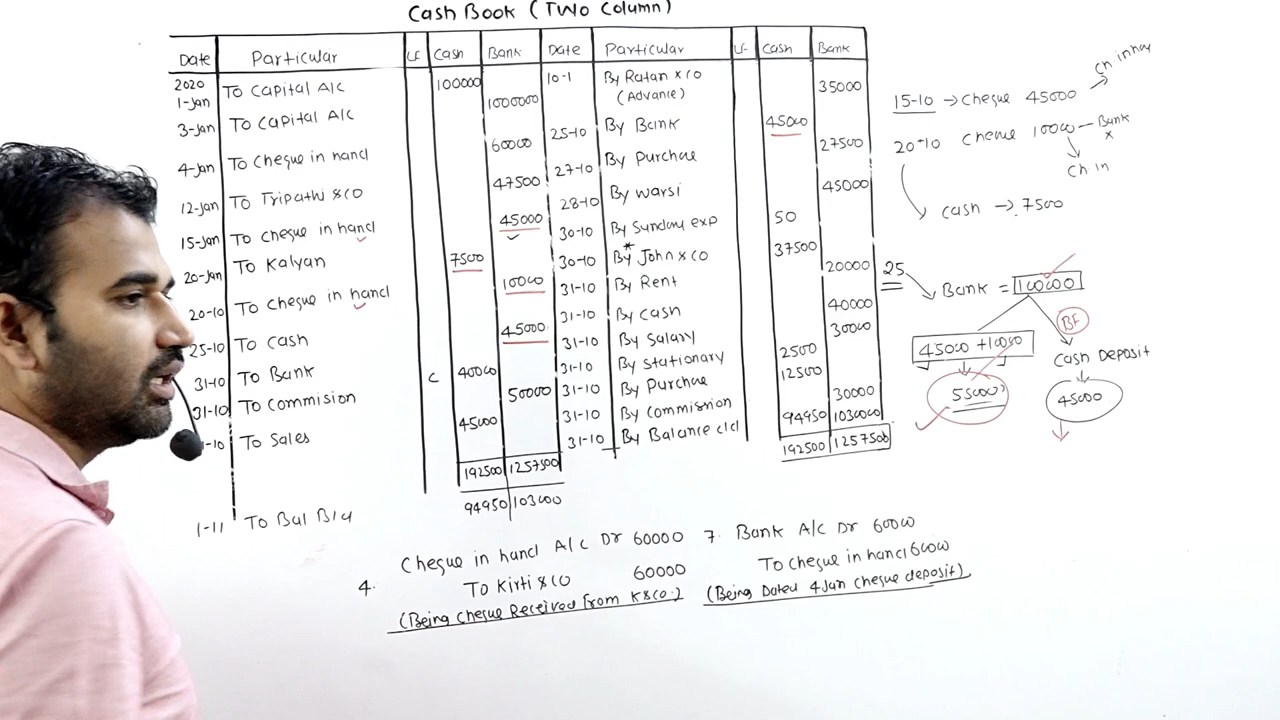 Cash Book (Two Column)
Date Particular LF Cash Bank Date Particular LF Cash Bank
2020
1-Jan To Capital A/c 100000 10-1 By Ratan & co 35000
(Advance)
3-Jan To Capital A/c 1000000 25-10 By Bank 45000
4-Jan To Cheque in hand 60000 27-10 By Purchae 27500
12-Jan To Tripathi & co 47500 28-10 By Warsi 45000
15-Jan To Cheque in hand 45000 30-10 By Sunday exp 50
20-Jan To Kalyan 7500 30-10 By John & co 37500
20-10 To Cheque in hand 10000 31-10 By Rent 20000
25-10 To Cash 45000 31-10 By Cash 40000
31-10 To Bank C 40000 31-10 By Salary 30000
31-10 To Commision 50000 31-10 By Stationary 2500
-10 To Sales 45000 31-10 By Purchae 12500
31-10 By Commission 30000
31-10 By Balance c/d 94950 1030000
192500 1257500 192500 1257500
1-11 To Bal B/d 94950 103000
15-10 → Cheque 45000 Ch in hay
20-10 Cheque 10000 - Bank x
Ch in
Cash → 7500
25 Bank = 100000
45000 + 10000 BF
55000 Cash Deposit
45000
4. Cheque in hand A/c Dr 60000
To Kirti & co 60000
(Being Cheque Received from K&co.)
7. Bank A/c Dr 60000
To Cheque in hand 60000
(Being Dated 4 Jan cheque deposit)